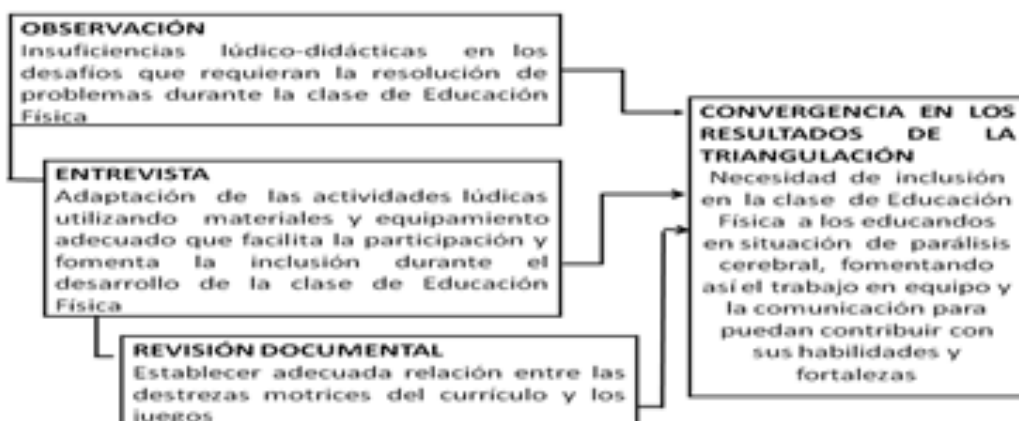 OBSERVACIÓN
Insuficiencias lúdico-didácticas en los
desafíos que requieran la resolución de
problemas durante la clase de Educación
Física
ENTREVISTA
Adaptación de las actividades lúdicas
utilizando materiales y equipamiento
adecuado que facilita la participación y
fomenta la inclusión durante el
desarrollo de la clase de Educación
Física
REVISIÓN DOCUMENTAL
Establecer adecuada relación entre las
destrezas motrices del currículo y los
juegos
CONVERGENCIA EN LOS
RESULTADOS DE LA
TRIANGULACIÓN
Necesidad de inclusión
en la clase de Educación
Física a los educandos
en situación de parálisis
cerebral, fomentando
así el trabajo en equipo y
la comunicación para
puedan contribuir con
sus habilidades y
fortalezas